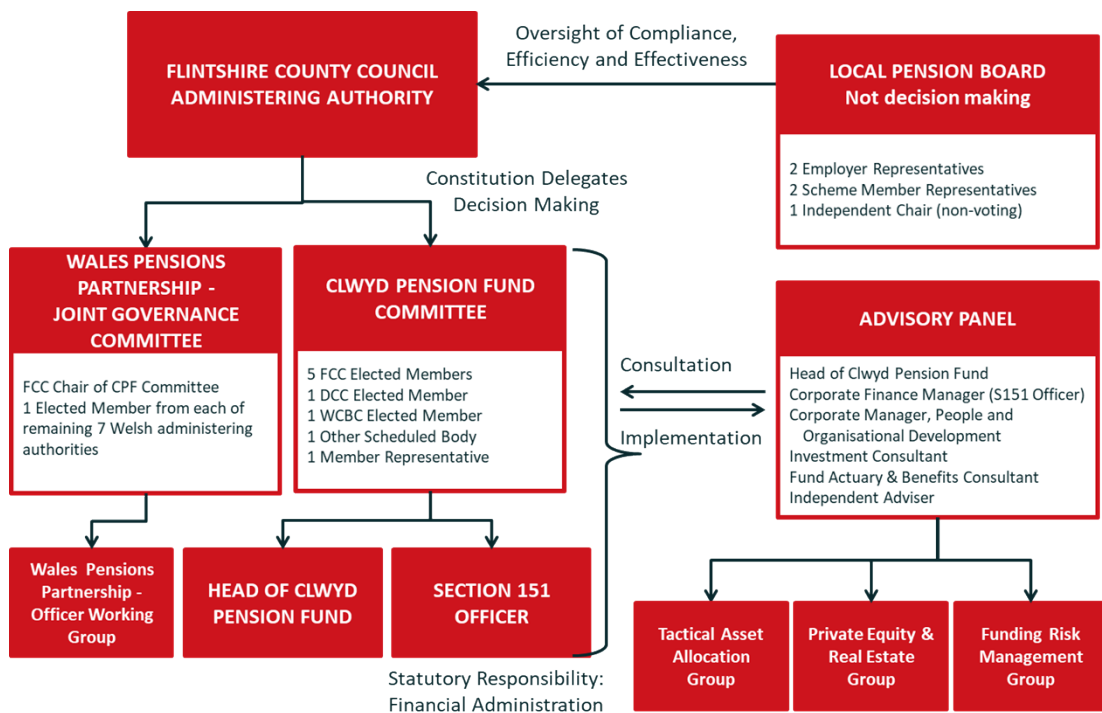 Oversight of Compliance,
Efficiency and Effectiveness
FLINTSHIRE COUNTY COUNCIL
ADMINISTERING AUTHORITY
LOCAL PENSION BOARD
Not decision making
2 Employer Representatives
2 Scheme Member Representatives
1 Independent Chair (non-voting)
Constitution Delegates
Decision Making
WALES PENSIONS
PARTNERSHIP -
JOINT GOVERNANCE
COMMITTEE
FCC Chair of CPF Committee
1 Elected Member from each of
remaining 7 Welsh administering
authorities
CLWYD PENSION FUND
COMMITTEE
5 FCC Elected Members
1 DCC Elected Member
1 WCBC Elected Member
1 Other Scheduled Body
1 Member Representative
Consultation
Implementation
ADVISORY PANEL
Head of Clwyd Pension Fund
Corporate Finance Manager (S151 Officer)
Corporate Manager, People and
Organisational Development
Investment Consultant
Fund Actuary & Benefits Consultant
Independent Adviser
Wales Pensions
Partnership -
Officer Working
Group
HEAD OF CLWYD
PENSION FUND
SECTION 151
OFFICER
Statutory Responsibility:
Financial Administration
Tactical Asset
Allocation
Group
Private Equity &
Real Estate
Group
Funding Risk
Management
Group